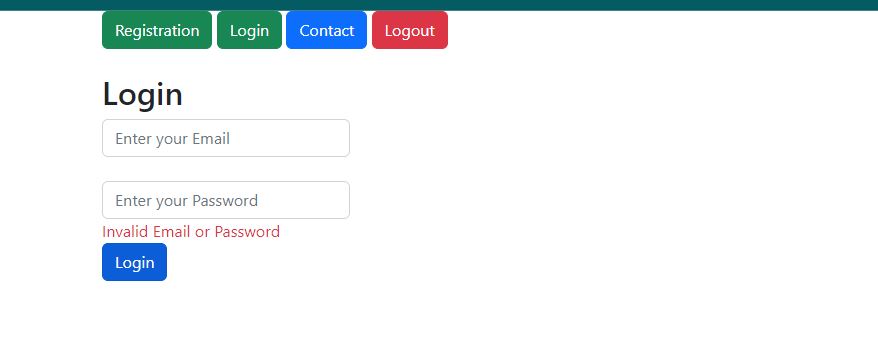 Registration Login Contact Logout
Login
Enter your Email
Enter your Password
Invalid Email or Password
Login